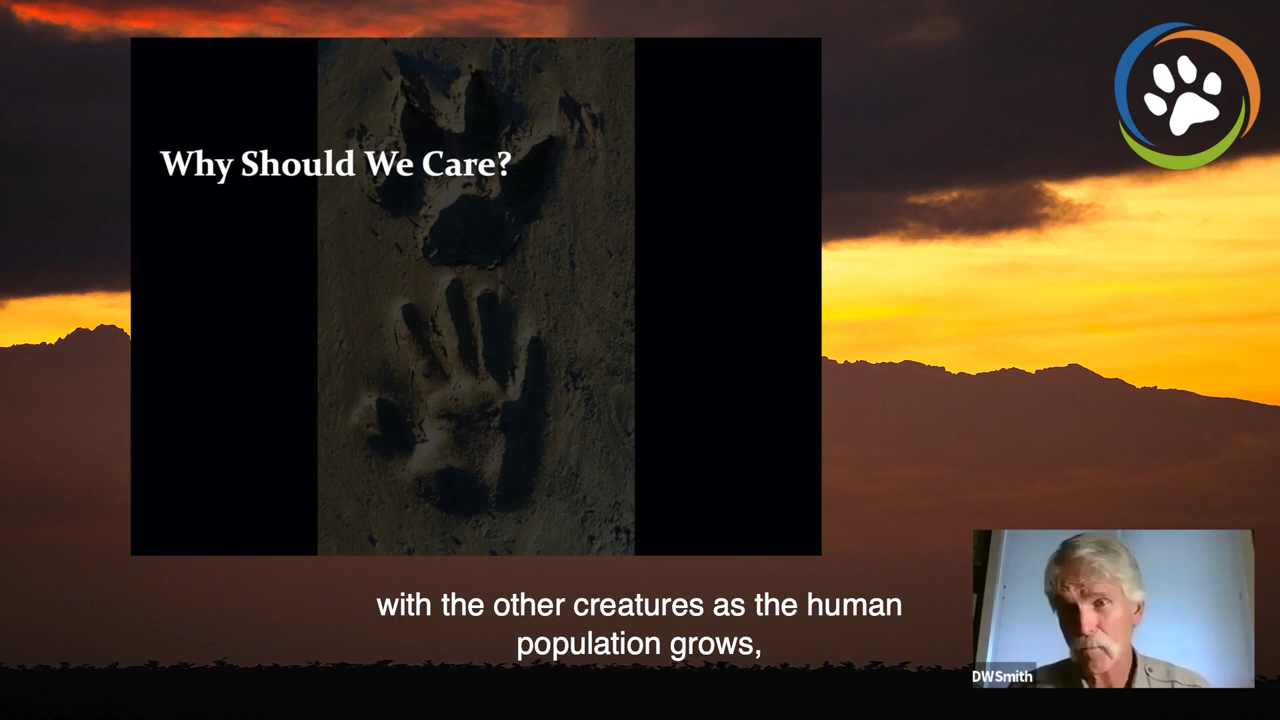 Why Should We Care?
with the other creatures as the human
population grows,
DWSmith